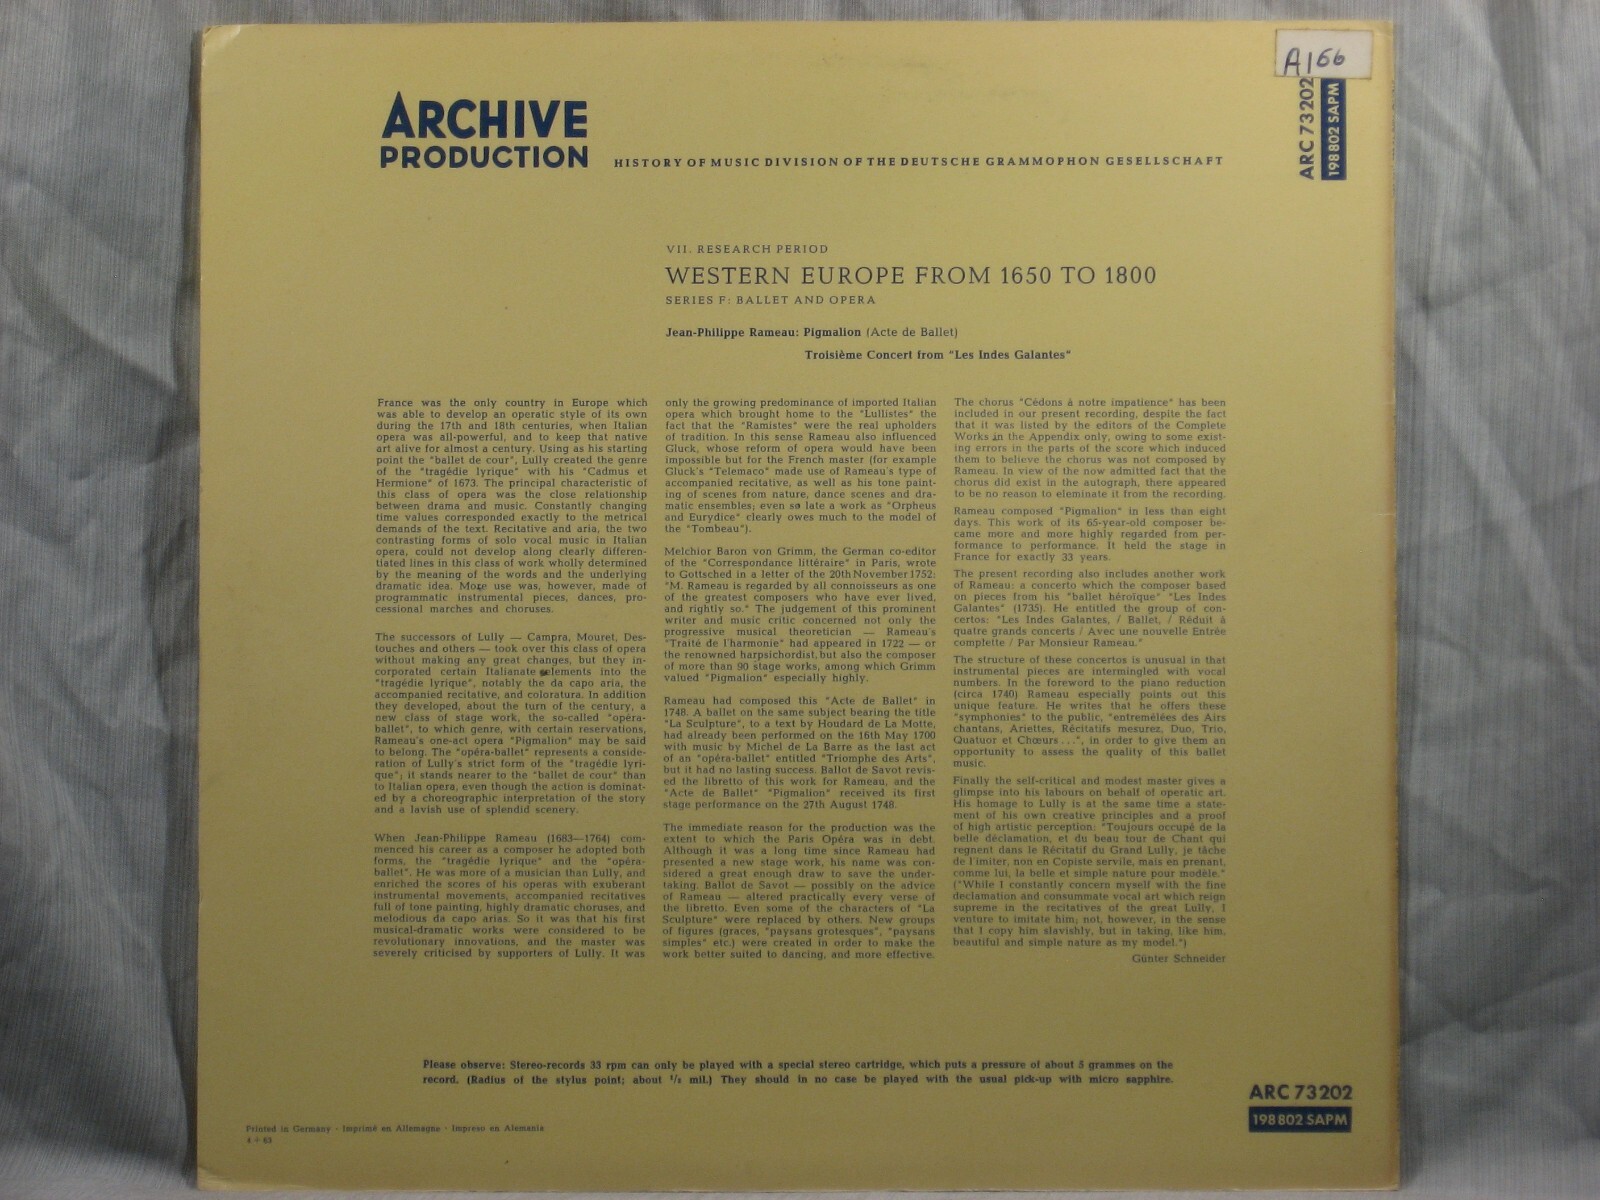 A166
ARC 73202
198802 SAPM
ARCHIVE
PRODUCTION
HISTORY OF MUSIC DIVISION OF THE DEUTSCHE GRAMMOPHON GESELLSCHAFT
VII. RESEARCH PERIOD
WESTERN EUROPE FROM 1650 TO 1800
SERIES F: BALLET AND OPERA
Jean-Philippe Rameau: Pigmalion (Acte de Ballet)
Troisième Concert from "Les Indes Galantes"
France was the only country in Europe which
was able to develop an operatic style of its own
during the 17th and 18th centuries, when Italian
opera was all-powerful, and to keep that native
art alive for almost a century. Using as his starting
point the "ballet de cour", Lully created the genre
of the "tragédie lyrique" with his "Cadmus et
Hermione" of 1673. The principal characteristic of
this class of opera was the close relationship
between drama and music. Constantly changing
time values corresponded exactly to the metrical
demands of the text. Recitative and aria, the two
contrasting forms of solo vocal music in Italian
opera, could not develop along clearly differen-
tiated lines in this class of work wholly determined
by the meaning of the words and the underlying
dramatic idea. More use was, however, made of
programmatic instrumental pieces, dances, pro-
cessional marches and choruses.
The successors of Lully — Campra, Mouret, Des-
touches and others — took over this class of opera
without making any great changes, but they in-
corporated certain Italianate elements into the
"tragédie lyrique", notably the da capo aria, the
accompanied recitative, and coloratura. In addition
they developed, about the turn of the century, a
new class of stage work, the so-called "opéra-
ballet", to which genre, with certain reservations,
Rameau's one-act opera "Pigmalion" may be said
to belong. The "opéra-ballet" represents a conside-
ration of Lully's strict form of the "tragédie lyri-
que"; it stands nearer to the "ballet de cour" than
to Italian opera, even though the action is dominat-
ed by a choreographic interpretation of the story
and a lavish use of splendid scenery.
When Jean-Philippe Rameau (1683—1764) com-
menced his career as a composer he adopted both
forms, the "tragédie lyrique" and the "opéra-
ballet". He was more of a musician than Lully, and
enriched the scores of his operas with exuberant
instrumental movements, accompanied recitatives
full of tone painting, highly dramatic choruses, and
melodious da capo arias. So it was that his first
musical-dramatic works were considered to be
revolutionary innovations, and the master was
severely criticised by supporters of Lully. It was
only the growing predominance of imported Italian
opera which brought home to the "Lullistes" the
fact that the "Ramistes" were the real upholders
of tradition. In this sense Rameau also influenced
Gluck, whose reform of opera would have been
impossible but for the French master (for example
Gluck's "Telemaco" made use of Rameau's type of
accompanied recitative, as well as his tone paint-
ing of scenes from nature, dance scenes and dra-
matic ensembles; even so late a work as "Orpheus
and Eurydice" clearly owes much to the model of
the "Tombeau").
Melchior Baron von Grimm, the German co-editor
of the "Correspondance littéraire" in Paris, wrote
to Gottsched in a letter of the 20th November 1752:
"M. Rameau is regarded by all connoisseurs as one
of the greatest composers who have ever lived,
and rightly so." The judgement of this prominent
writer and music critic concerned not only the
progressive musical theoretician — Rameau's
"Traité de l'harmonie" had appeared in 1722 — or
the renowned harpsichordist, but also the composer
of more than 90 stage works, among which Grimm
valued "Pigmalion" especially highly.
Rameau had composed this "Acte de Ballet" in
1748. A ballet on the same subject bearing the title
"La Sculpture", to a text by Houdard de La Motte,
had already been performed on the 16th May 1700
with music by Michel de La Barre as the last act
of an "opéra-ballet" entitled "Triomphe des Arts",
but it had no lasting success. Ballot de Savot revis-
ed the libretto of this work for Rameau, and the
"Acte de Ballet" "Pigmalion" received its first
stage performance on the 27th August 1748.
The immediate reason for the production was the
extent to which the Paris Opéra was in debt.
Although it was a long time since Rameau had
presented a new stage work, his name was con-
sidered a great enough draw to save the under-
taking. Ballot de Savot — possibly on the advice
of Rameau — altered practically every verse of
the libretto. Even some of the characters of "La
Sculpture" were replaced by others. New groups
of figures (graces, "paysans grotesques", "paysans
simples" etc.) were created in order to make the
work better suited to dancing, and more effective.
The chorus "Cédons à notre impatience" has been
included in our present recording, despite the fact
that it was listed by the editors of the Complete
Works in the Appendix only, owing to some exist-
ing errors in the parts of the score which induced
them to believe the chorus was not composed by
Rameau. In view of the now admitted fact that the
chorus did exist in the autograph, there appeared
to be no reason to eleminate it from the recording.
Rameau composed "Pigmalion" in less than eight
days. This work of its 65-year-old composer be-
came more and more highly regarded from per-
formance to performance. It held the stage in
France for exactly 33 years.
The present recording also includes another work
of Rameau: a concerto which the composer based
on pieces from his "ballet héroïque" "Les Indes
Galantes" (1735). He entitled the group of con-
certos: "Les Indes Galantes, / Ballet, / Réduit à
quatre grands concerts / Avec une nouvelle Entrée
complette / Par Monsieur Rameau."
The structure of these concertos is unusual in that
instrumental pieces are intermingled with vocal
numbers. In the foreword to the piano reduction
(circa 1740) Rameau especially points out this
unique feature. He writes that he offers these
"symphonies" to the public, "entremêlées des Airs
chantans, Ariettes, Récitatifs mesurez, Duo, Trio,
Quatuor et Chœurs . . .", in order to give them an
opportunity to assess the quality of this ballet
music.
Finally the self-critical and modest master gives a
glimpse into his labours on behalf of operatic art.
His homage to Lully is at the same time a state-
ment of his own creative principles and a proof
of high artistic perception: "Toujours occupé de la
belle déclamation, et du beau tour de Chant qui
regnent dans le Récitatif du Grand Lully, je tâche
de l'imiter, non en Copiste servile, mais en prenant,
comme lui, la belle et simple nature pour modèle."
("While I constantly concern myself with the fine
declamation and consummate vocal art which reign
supreme in the recitatives of the great Lully, I
venture to imitate him; not, however, in the sense
that I copy him slavishly, but in taking, like him,
beautiful and simple nature as my model.")
Günter Schneider
Please observe: Stereo-records 33 rpm can only be played with a special stereo cartridge, which puts a pressure of about 5 grammes on the
record. (Radius of the stylus point; about 1/2 mil.) They should in no case be played with the usual pick-up with micro sapphire.
ARC 73202
198802 SAPM
Printed in Germany · Imprimé en Allemagne · Impreso en Alemania
4 ÷ 63